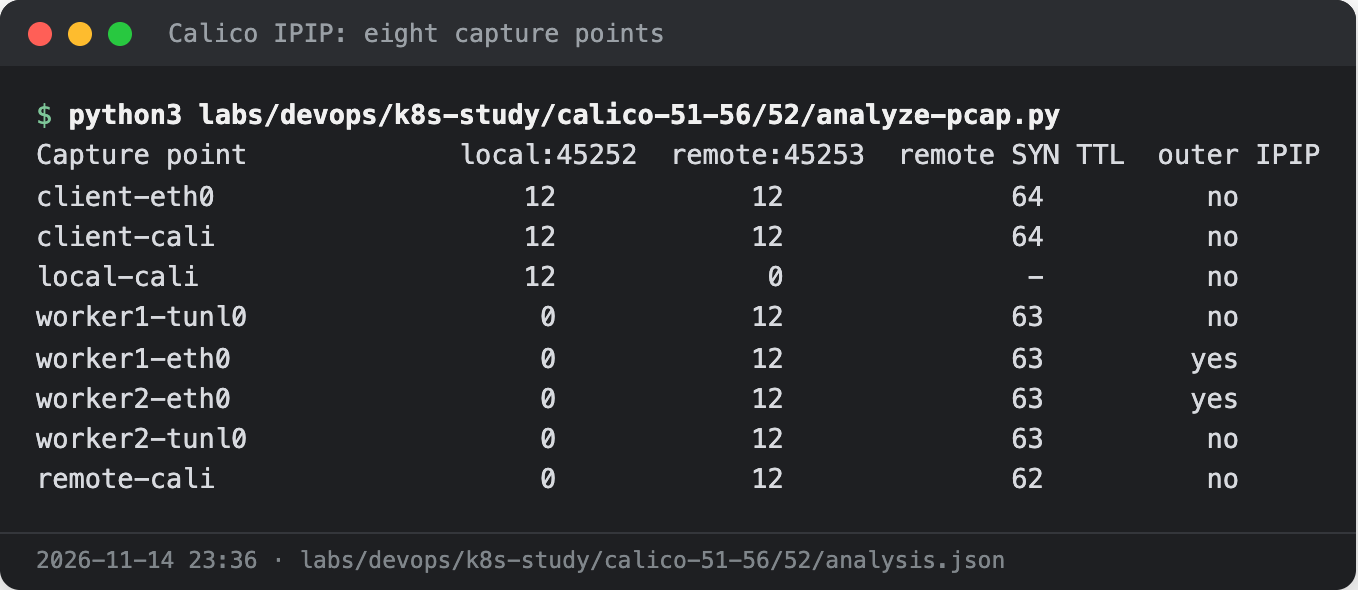 Calico IPIP: eight capture points
$ python3 labs/devops/k8s-study/calico-51-56/52/analyze-pcap.py
Capture point local:45252 remote:45253 remote SYN TTL outer IPIP
client-eth0 12 12 64 no
client-cali 12 12 64 no
local-cali 12 0 - no
worker1-tunl0 0 12 63 no
worker1-eth0 0 12 63 yes
worker2-eth0 0 12 63 yes
worker2-tunl0 0 12 63 no
remote-cali 0 12 62 no
2026-11-14 23:36 · labs/devops/k8s-study/calico-51-56/52/analysis.json